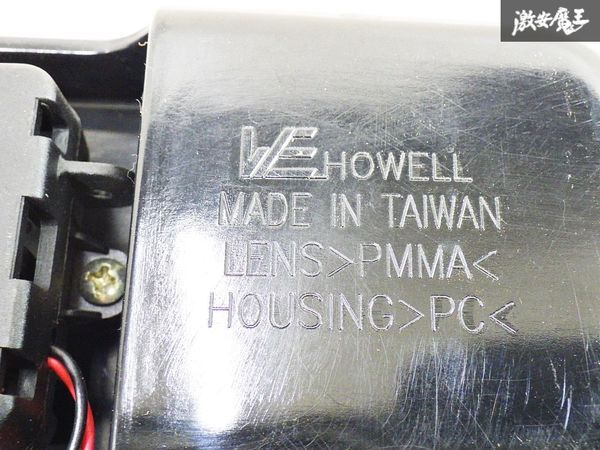 激安魔王
HOWELL
MADE IN TAIWAN
LENS>PMMA<
HOUSING>PC<